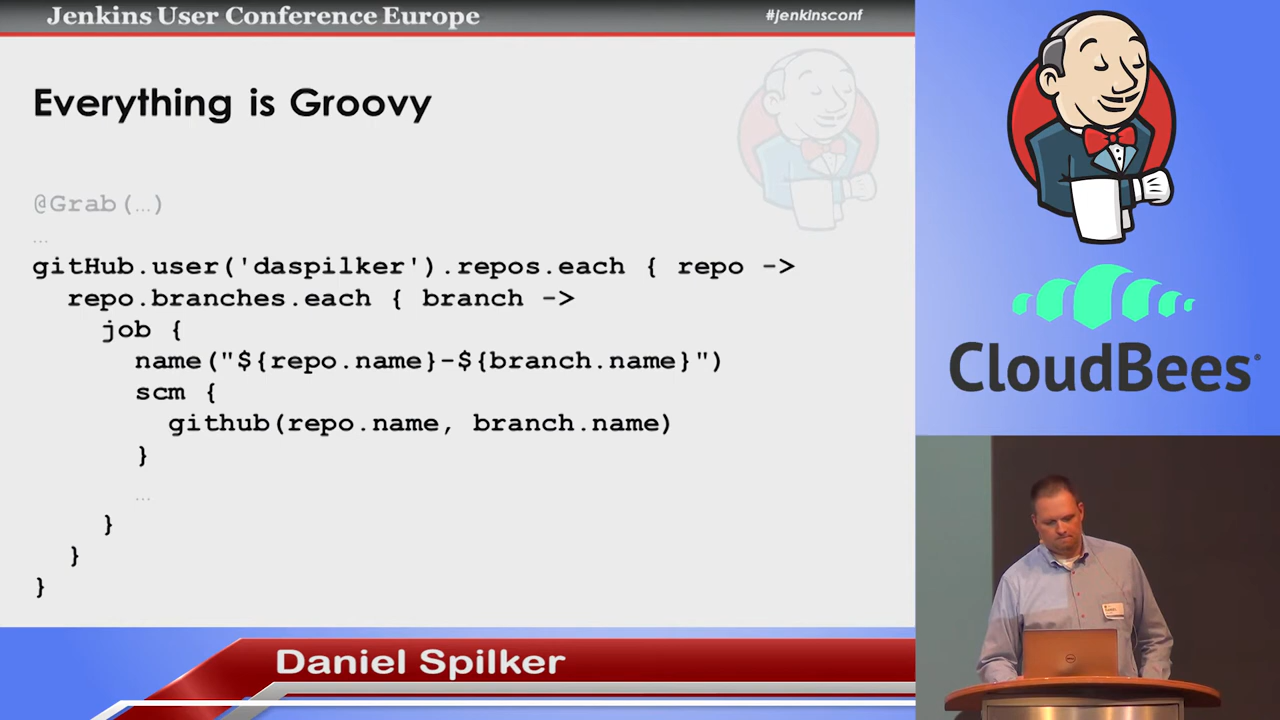 Jenkins User Conference Europe
#jenkinsconf
Everything is Groovy
@Grab(…)
…
gitHub.user('daspilker').repos.each { repo ->
repo.branches.each { branch ->
job {
name("${repo.name}-${branch.name}")
scm {
github(repo.name, branch.name)
}
…
}
}
}
CloudBees®
Daniel Spilker